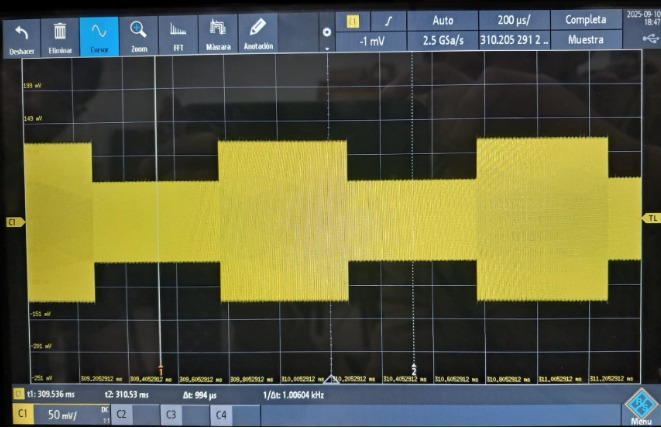 Deshacer Eliminar Cursor Zoom FFT Máscara Anotación
C1 Auto 200 µs/ Completa
-1 mV 2.5 GSa/s 310.205 291 2 .. Muestra
2025-09-10
18:47
199 mV
149 mV
C1
TL
-151 mV
-201 mV
-251 mV
309.2052912 ms 309.4052912 ms 309.6052912 ms 309.8052912 ms 310.0052912 ms 310.2052912 ms 310.4052912 ms 310.6052912 ms 310.8052912 ms 311.0052912 ms 311.2052912 ms
1
2
t1: 309.536 ms t2: 310.53 ms Δt: 994 µs 1/Δt: 1.00604 kHz
C1 50 mV/ DC 1:1 C2 C3 C4
Menú